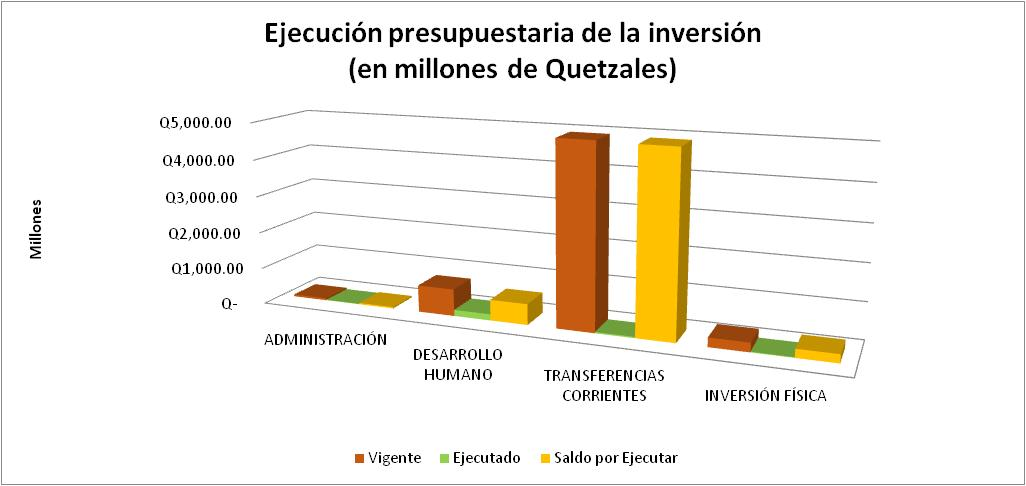 Ejecución presupuestaria de la inversión
(en millones de Quetzales)
Millones
Q5,000.00
Q4,000.00
Q3,000.00
Q2,000.00
Q1,000.00
Q-
ADMINISTRACIÓN
DESARROLLO
HUMANO
TRANSFERENCIAS
CORRIENTES
INVERSIÓN FÍSICA
Vigente
Ejecutado
Saldo por Ejecutar